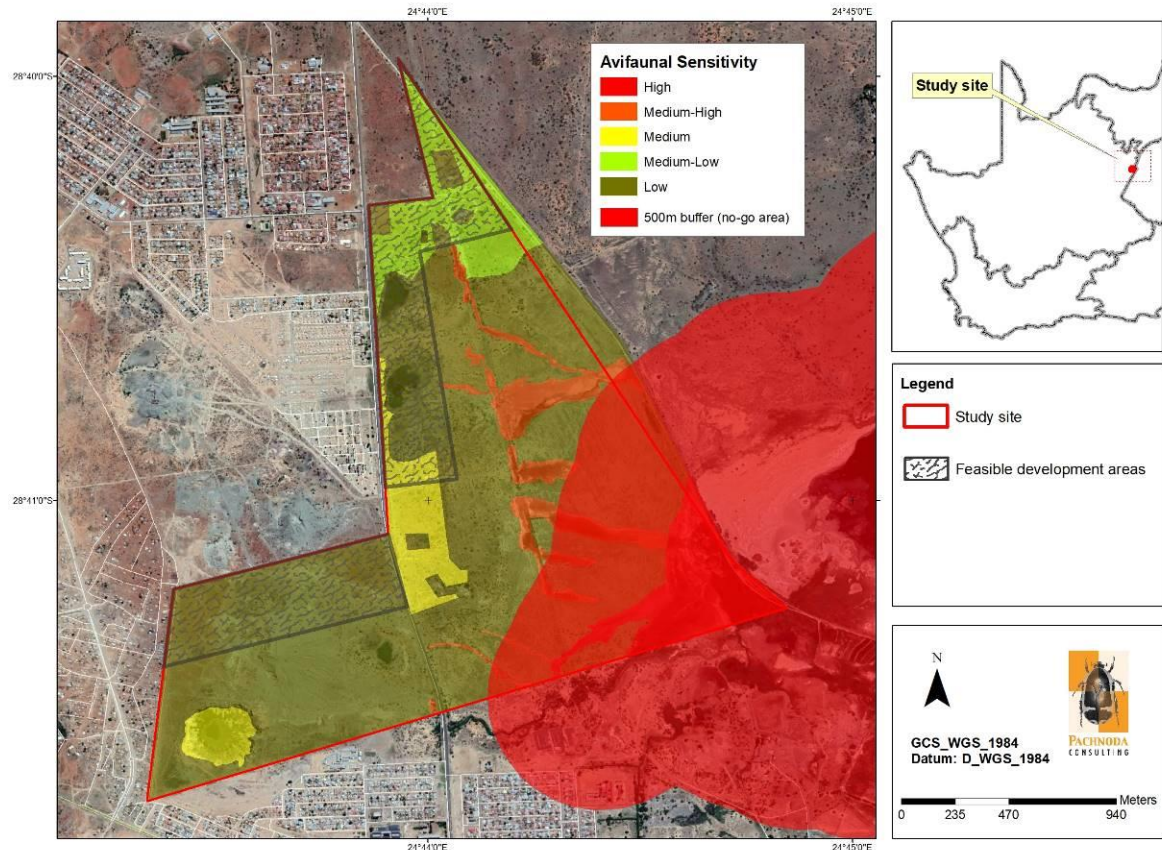 24°44'0"E
24°45'0"E
28°40'0"S
Avifaunal Sensitivity
High
Medium-High
Medium
Medium-Low
Low
500m buffer (no-go area)
Study site
Legend
Study site
Feasible development areas
28°41'0"S
N
PACHNODA
CONSULTING
GCS_WGS_1984
Datum: D_WGS_1984
Meters
0 235 470 940
24°44'0"E
24°45'0"E